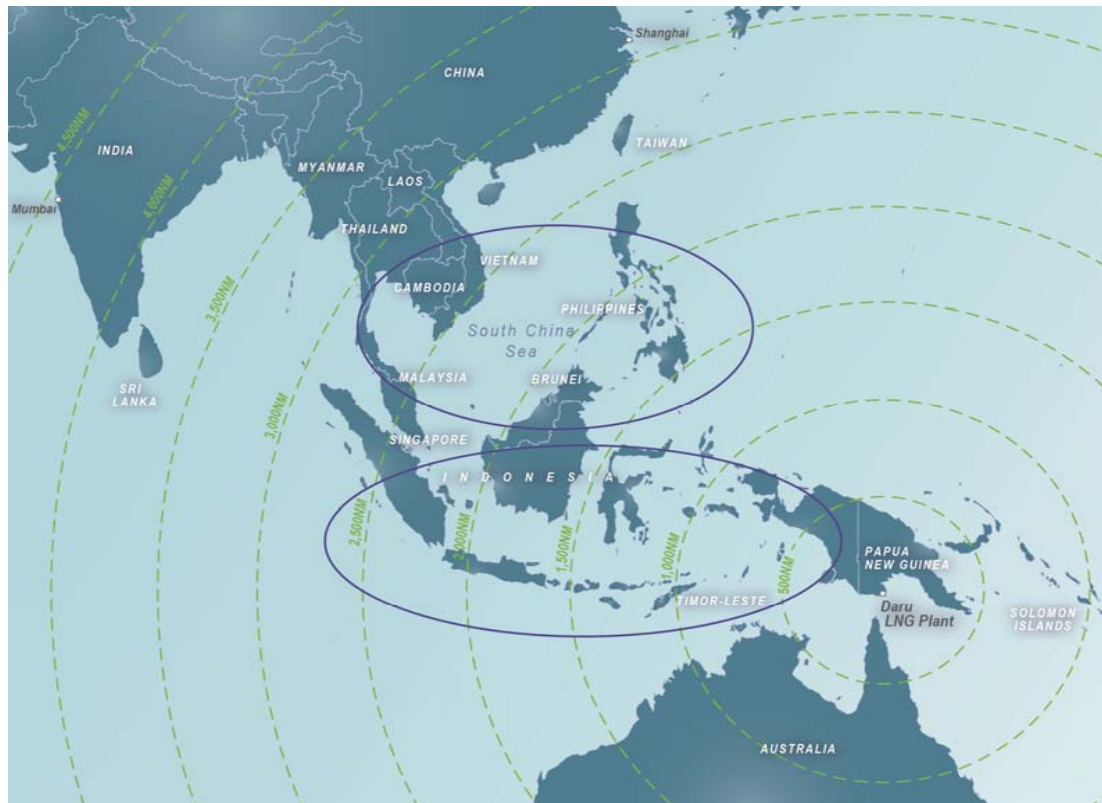 Shanghai
CHINA
4,500NM
INDIA
TAIWAN
MYANMAR
LAOS
4,000NM
Mumbai
THAILAND
VIETNAM
CAMBODIA
3,500NM
PHILIPPINES
South China
Sea
MALAYSIA
BRUNEI
SRI
LANKA
3,000NM
SINGAPORE
INDONESIA
2,500NM
2,000NM
1,500NM
1,000NM
500NM
PAPUA
NEW GUINEA
TIMOR-LESTE
Daru
LNG Plant
SOLOMON
ISLANDS
AUSTRALIA